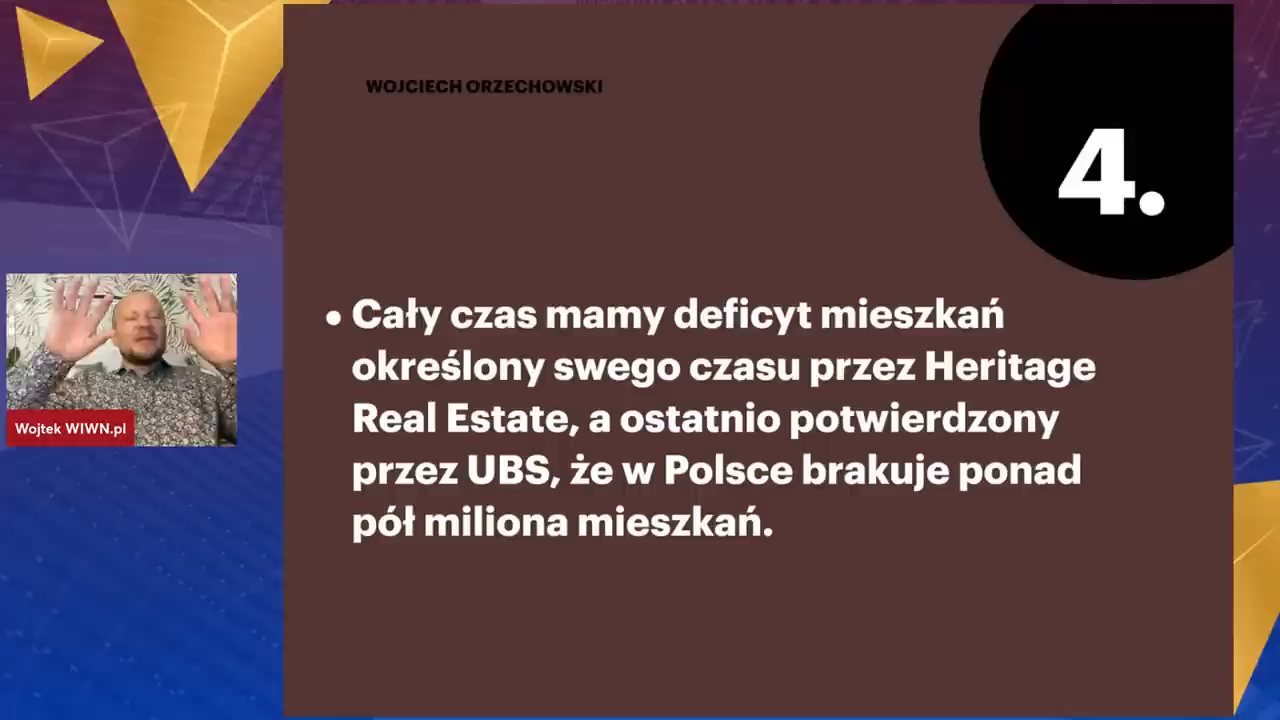 WOJCIECH ORZECHOWSKI
4.
• Cały czas mamy deficyt mieszkań
określony swego czasu przez Heritage
Real Estate, a ostatnio potwierdzony
przez UBS, że w Polsce brakuje ponad
pół miliona mieszkań.
Wojtek WIWN.pl